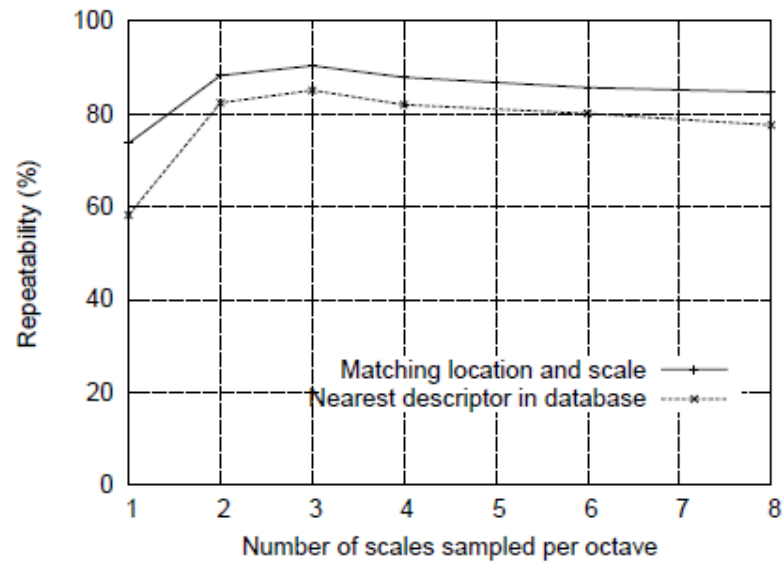 100
80
60
40
20
0
Repeatability (%)
Matching location and scale
Nearest descriptor in database
1 2 3 4 5 6 7 8
Number of scales sampled per octave